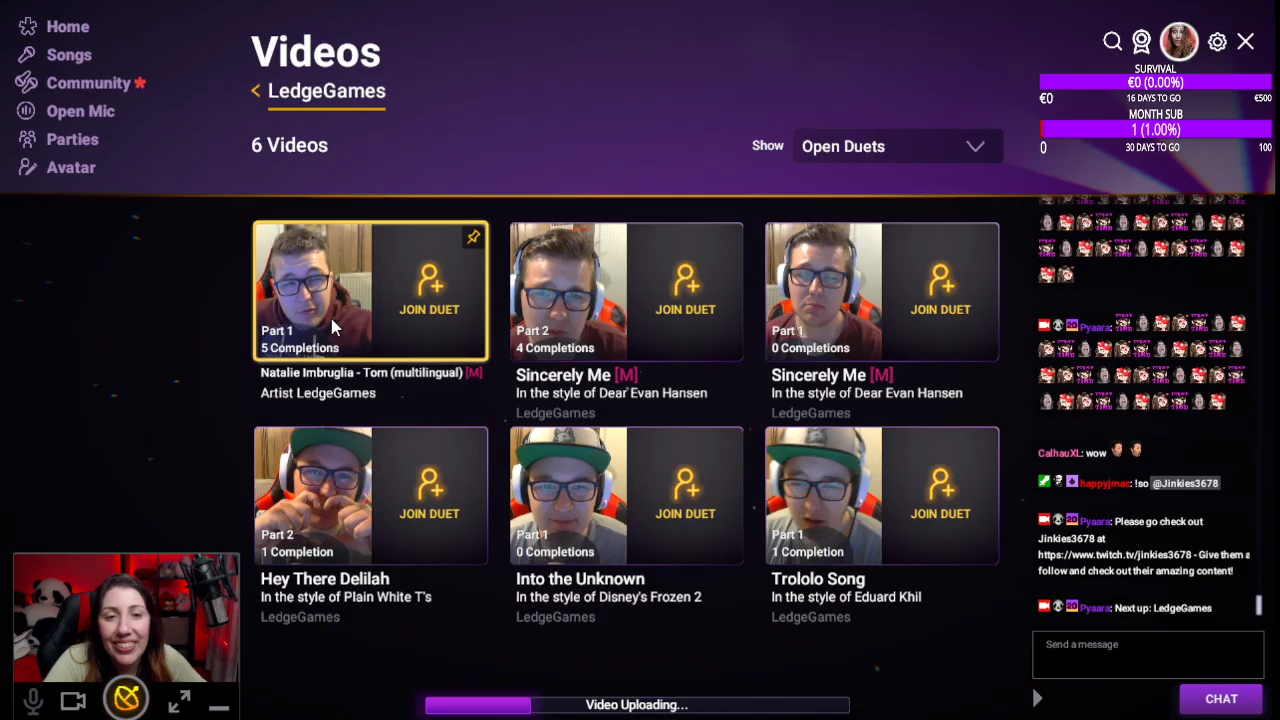 Home
Songs
Community *
Open Mic
Parties
Avatar
Videos
< LedgeGames
6 Videos
Show
Open Duets
SURVIVAL
€0 (0.00%)
€0 16 DAYS TO GO €500
MONTH SUB
1 (1.00%)
0 30 DAYS TO GO 100
Part 1
5 Completions
JOIN DUET
Natalie Imbruglia - Torn (multilingual) [M]
Artist LedgeGames
Part 2
4 Completions
JOIN DUET
Sincerely Me [M]
In the style of Dear Evan Hansen
LedgeGames
Part 1
0 Completions
JOIN DUET
Sincerely Me [M]
In the style of Dear Evan Hansen
LedgeGames
Part 2
1 Completion
JOIN DUET
Hey There Delilah
In the style of Plain White T's
LedgeGames
Part 1
0 Completions
JOIN DUET
Into the Unknown
In the style of Disney's Frozen 2
LedgeGames
Part 1
1 Completion
JOIN DUET
Trololo Song
In the style of Eduard Khil
LedgeGames
20 Pyaara:
CalhauXL: wow
happyjmac: !so @Jinkies3678
20 Pyaara: Please go check out
Jinkies3678 at
https://www.twitch.tv/jinkies3678 - Give them a
follow and check out their amazing content!
20 Pyaara: Next up: LedgeGames
Send a message
CHAT
Video Uploading...